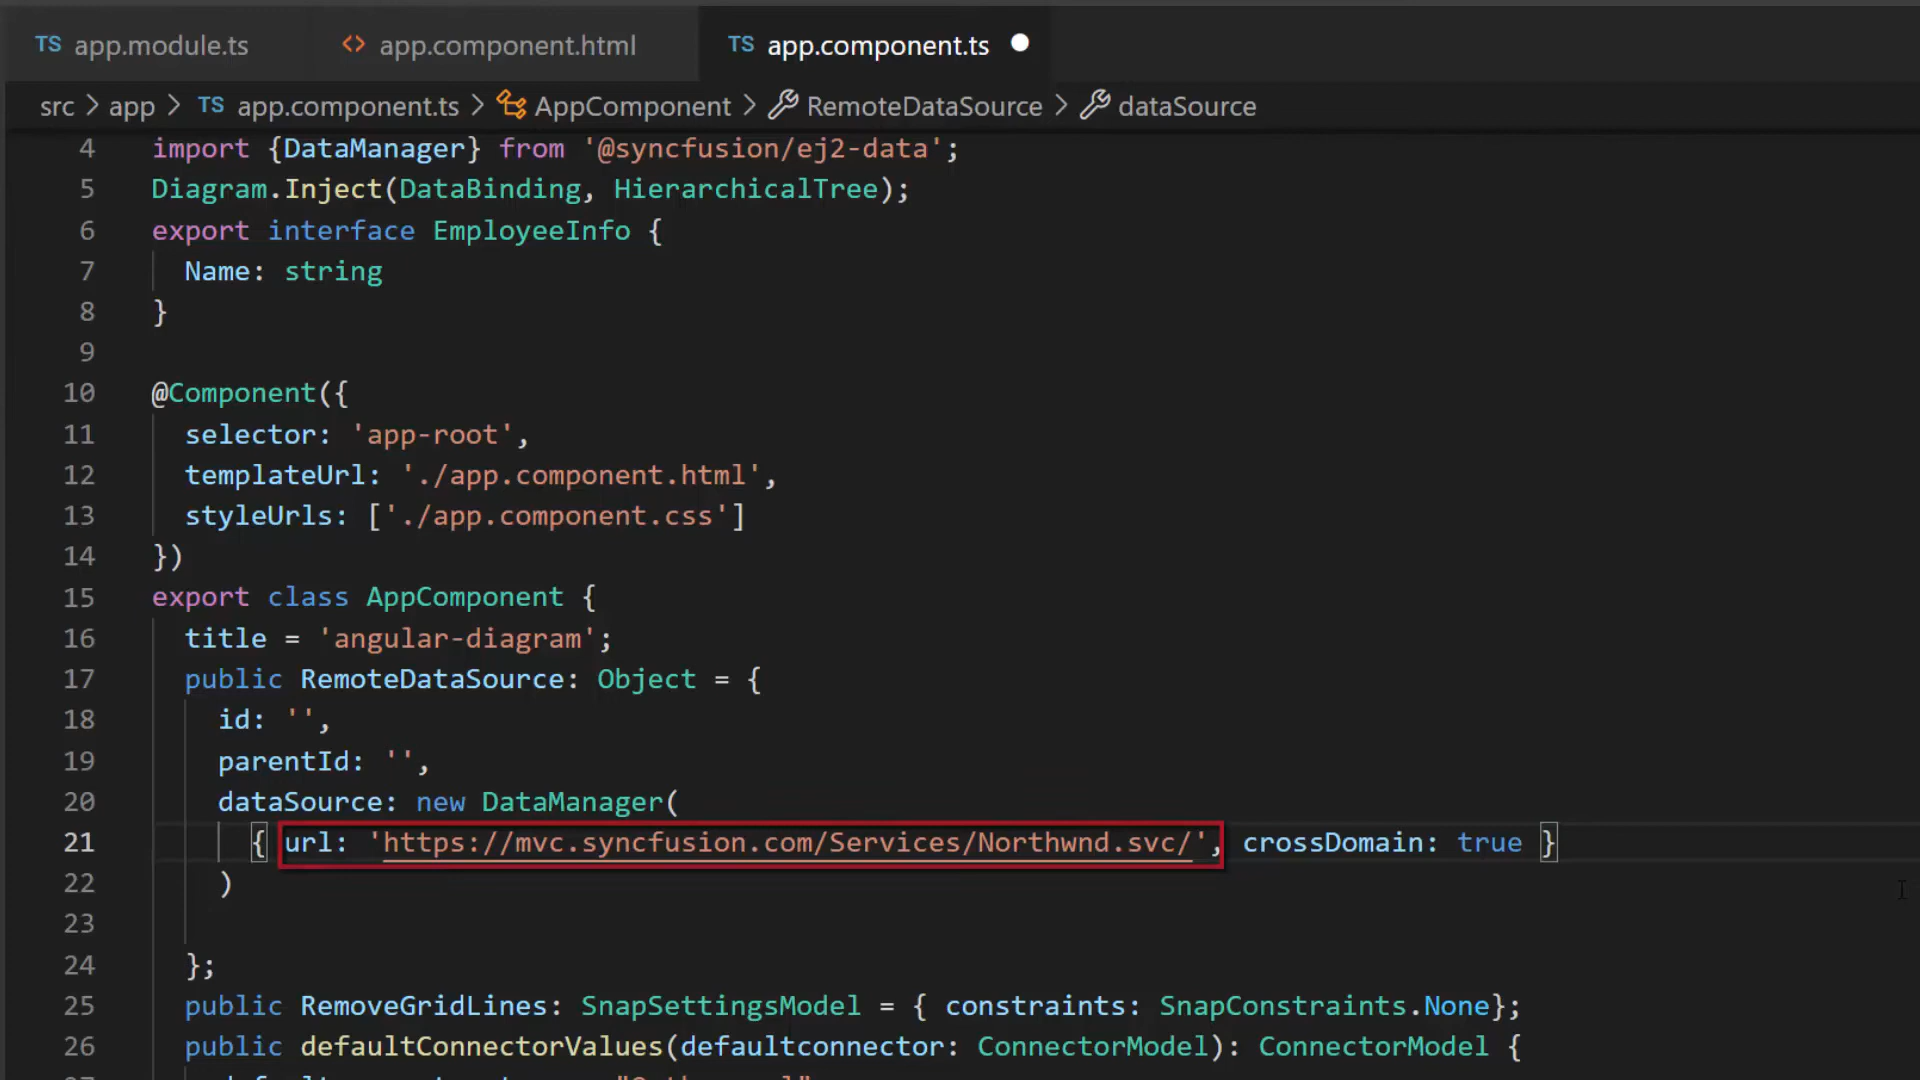 TS app.module.ts <> app.component.html TS app.component.ts
src > app > TS app.component.ts > AppComponent > RemoteDataSource > dataSource
4 import {DataManager} from '@syncfusion/ej2-data';
5 Diagram.Inject(DataBinding, HierarchicalTree);
6 export interface EmployeeInfo {
7 Name: string
8 }
9
10 @Component({
11 selector: 'app-root',
12 templateUrl: './app.component.html',
13 styleUrls: ['./app.component.css']
14 })
15 export class AppComponent {
16 title = 'angular-diagram';
17 public RemoteDataSource: Object = {
18 id: '',
19 parentId: '',
20 dataSource: new DataManager(
21 { url: 'https://mvc.syncfusion.com/Services/Northwnd.svc/', crossDomain: true }
22 )
23
24 };
25 public RemoveGridLines: SnapSettingsModel = { constraints: SnapConstraints.None};
26 public defaultConnectorValues(defaultconnector: ConnectorModel): ConnectorModel {